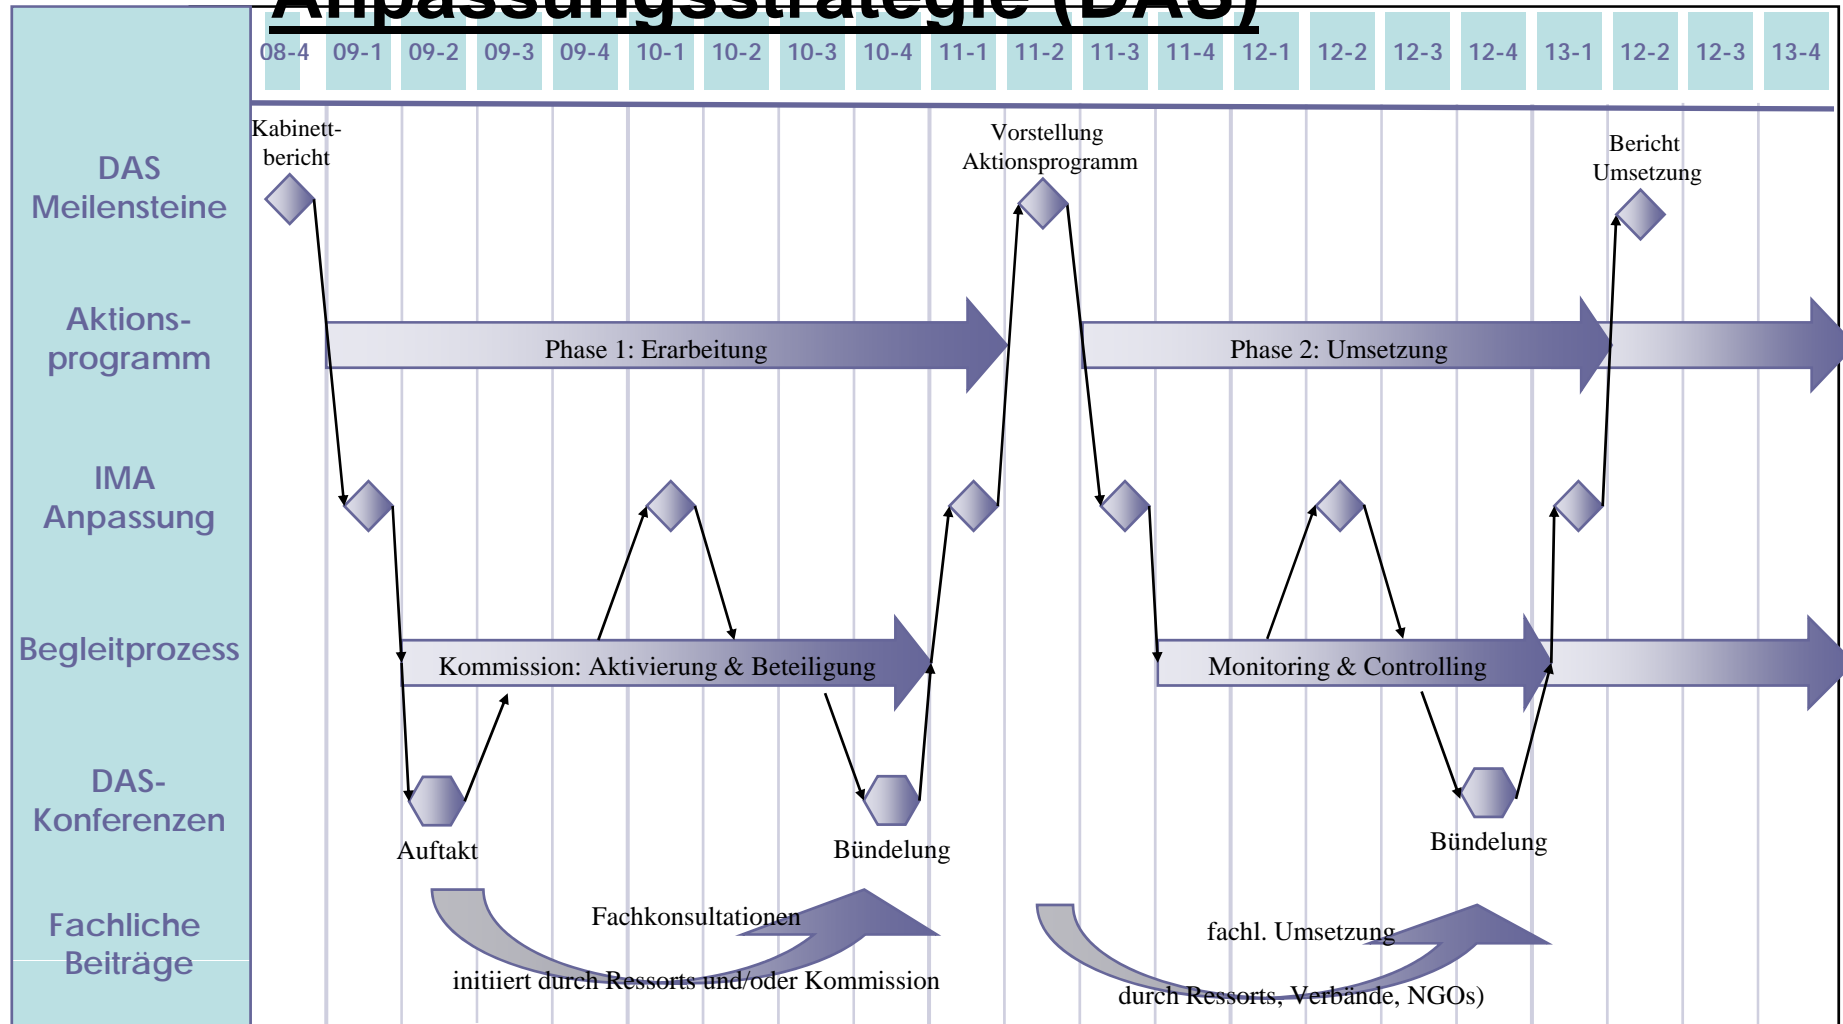 Anpassungsstrategie (DAS)
08-4 09-1 09-2 09-3 09-4 10-1 10-2 10-3 10-4 11-1 11-2 11-3 11-4 12-1 12-2 12-3 12-4 13-1 12-2 12-3 13-4
DAS
Meilensteine
Kabinett-
bericht
Vorstellung
Aktionsprogramm
Bericht
Umsetzung
Aktions-
programm
Phase 1: Erarbeitung
Phase 2: Umsetzung
IMA
Anpassung
Begleitprozess
Kommission: Aktivierung & Beteiligung
Monitoring & Controlling
DAS-
Konferenzen
Auftakt
Bündelung
Bündelung
Fachliche
Beiträge
Fachkonsultationen
initiiert durch Ressorts und/oder Kommission
fachl. Umsetzung
durch Ressorts, Verbände, NGOs)